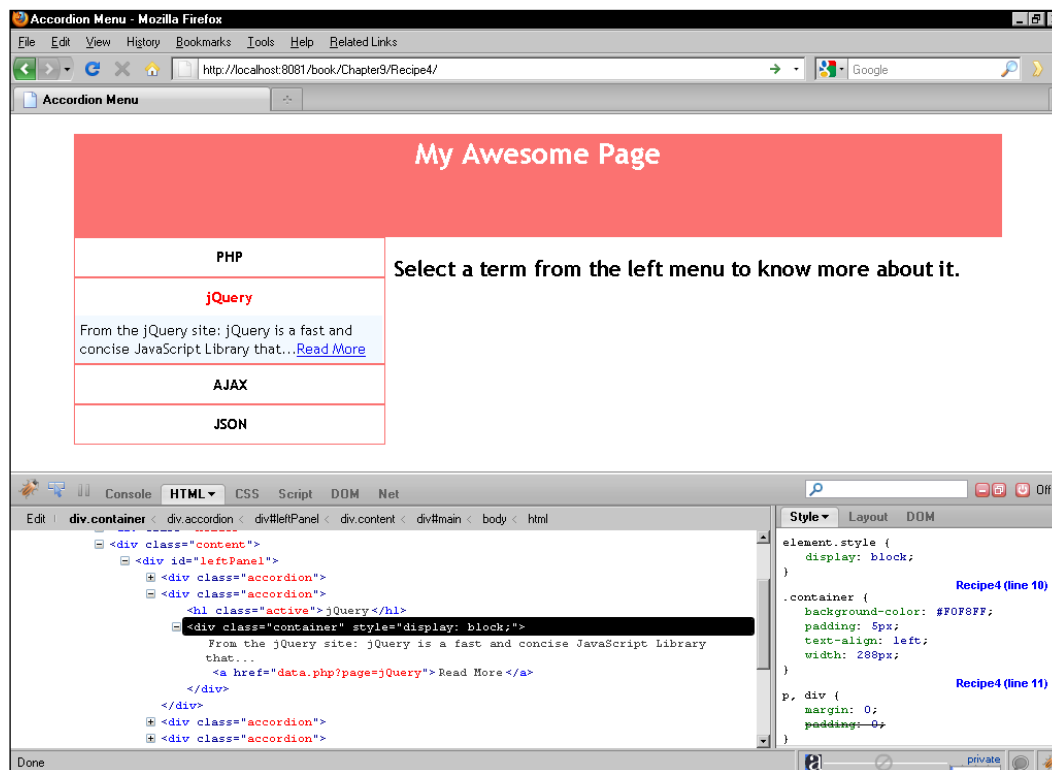 Accordion Menu - Mozilla Firefox
File Edit View History Bookmarks Tools Help Related Links
http://localhost:8081/book/Chapter9/Recipe4/ Google
Accordion Menu
My Awesome Page
PHP
Select a term from the left menu to know more about it.
jQuery
From the jQuery site: jQuery is a fast and
concise JavaScript Library that...Read More
AJAX
JSON
Console HTML CSS Script DOM Net Off
Edit div.container < div.accordion < div#leftPanel < div.content < div#main < body < html
<div class="content">
<div id="leftPanel">
<div class="accordion">
<div class="accordion">
<h1 class="active">jQuery</h1>
<div class="container" style="display: block;">
From the jQuery site: jQuery is a fast and concise JavaScript Library
that...
<a href="data.php?page=jQuery">Read More</a>
</div>
</div>
<div class="accordion">
<div class="accordion">
Style Layout DOM
element.style {
display: block;
}
Recipe4 (line 10)
.container {
background-color: #F0F8FF;
padding: 5px;
text-align: left;
width: 288px;
}
Recipe4 (line 11)
p, div {
margin: 0;
padding: 0;
}
Done private